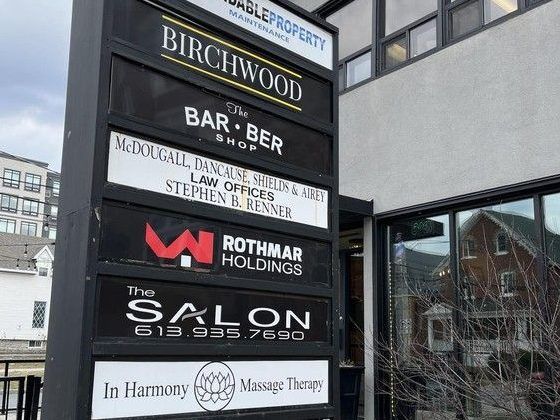 PROPERTY
MAINTENANCE
BIRCHWOOD
The
BAR • BER
SHOP
McDOUGALL, DANCAUSE, SHIELDS & AIREY
LAW OFFICES
STEPHEN B. RENNER
ROTHMAR
HOLDINGS
The
SALON
613.935.7690
In Harmony Massage Therapy